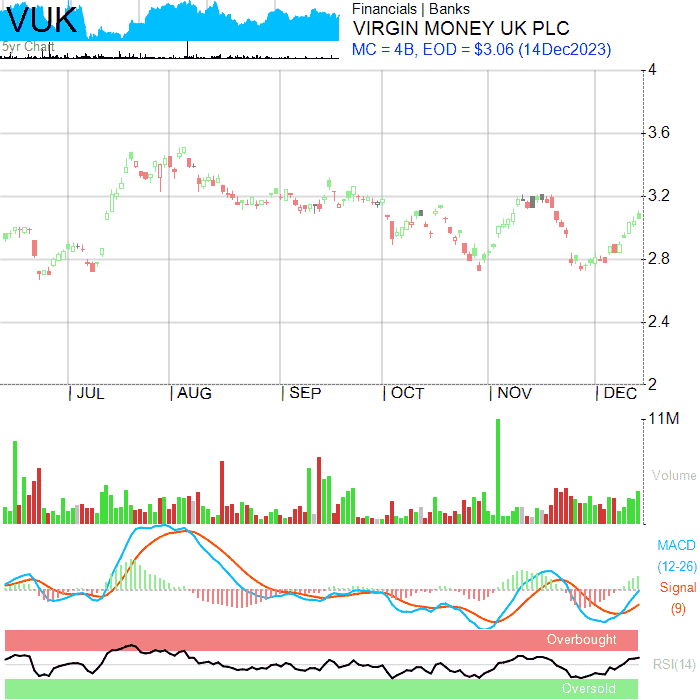 VUK
5yr Chart
Financials | Banks
VIRGIN MONEY UK PLC
MC = 4B, EOD = $3.06 (14Dec2023)
4
3.6
3.2
2.8
2.4
2
JUL
AUG
SEP
OCT
NOV
DEC
11M
Volume
MACD
(12-26)
Signal
(9)
Overbought
RSI(14)
Oversold